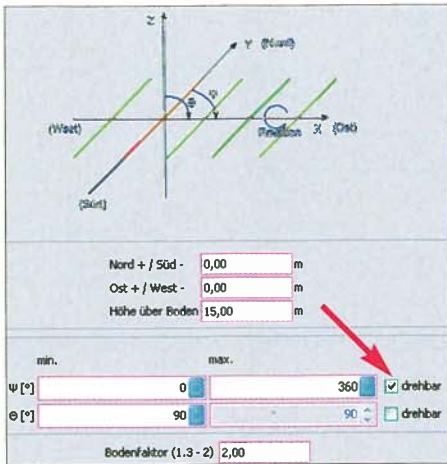 Z
Y (Nord)
Θ Ψ
(West)
Rotation X (Ost)
(Süd)
Nord + / Süd - 0,00 m
Ost + / West - 0,00 m
Höhe über Boden 15,00 m
min. max.
Ψ [°] 0 360 drehbar
Θ [°] 90 90 drehbar
Bodenfaktor (1.3 - 2) 2,00